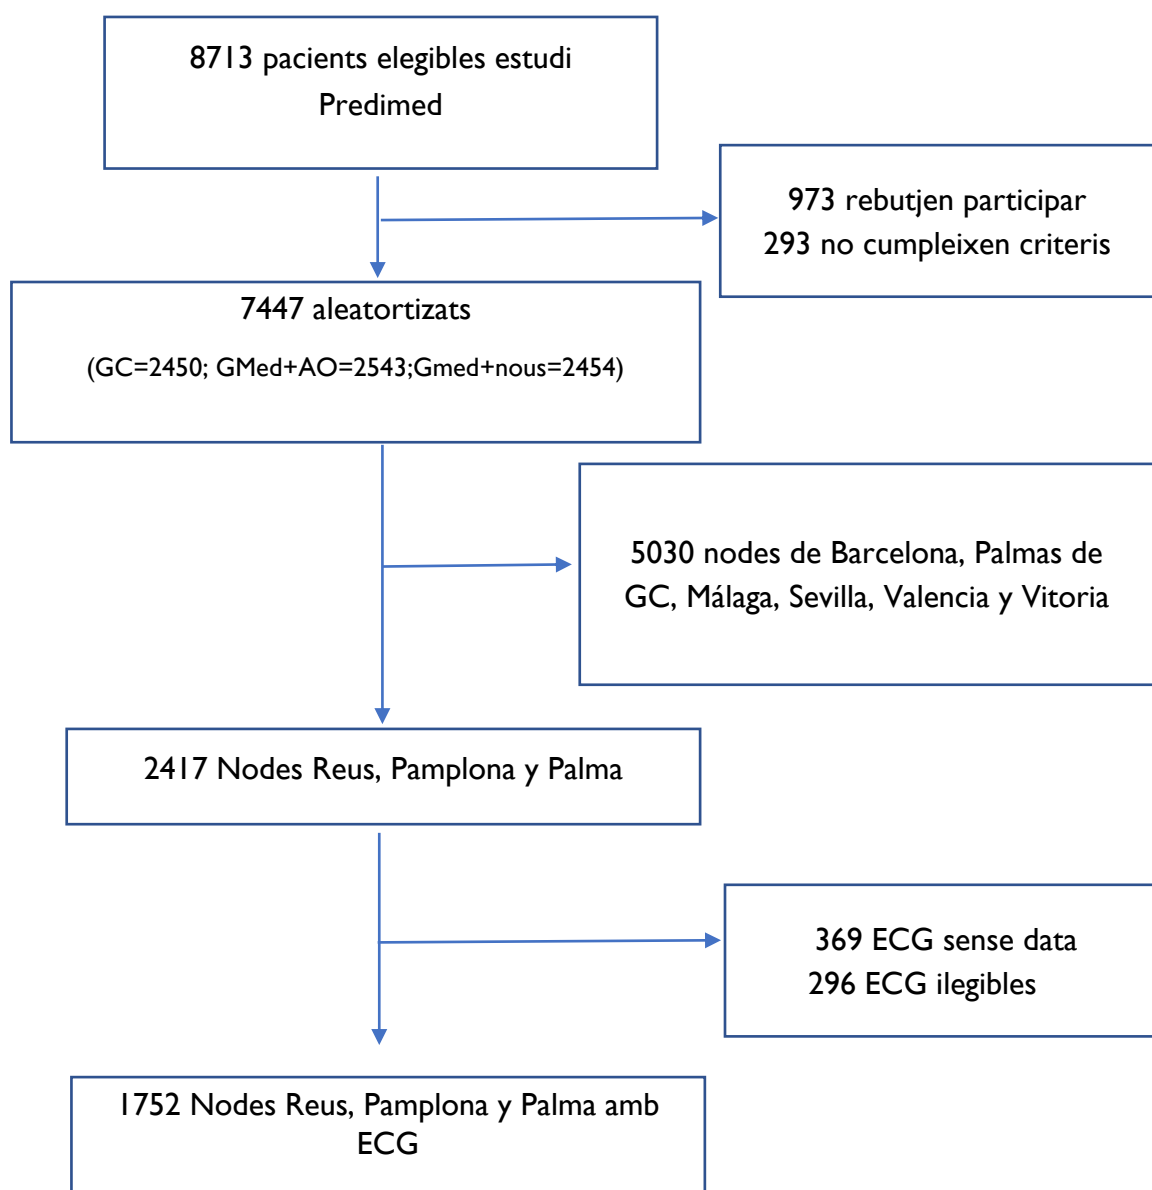 8713 pacients elegibles estudi
Predimed
973 rebutjen participar
293 no cumpleixen criteris
7447 aleatortizats
(GC=2450; GMed+AO=2543;Gmed+nous=2454)
5030 nodes de Barcelona, Palmas de
GC, Málaga, Sevilla, Valencia y Vitoria
2417 Nodes Reus, Pamplona y Palma
369 ECG sense data
296 ECG ilegibles
1752 Nodes Reus, Pamplona y Palma amb
ECG